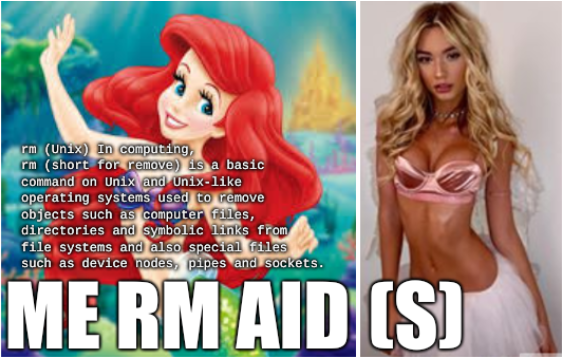 rm (Unix) In computing,
rm (short for remove) is a basic
command on Unix and Unix-like
operating systems used to remove
objects such as computer files,
directories and symbolic links from
file systems and also special files
such as device nodes, pipes and sockets.
ME RM AID (S)